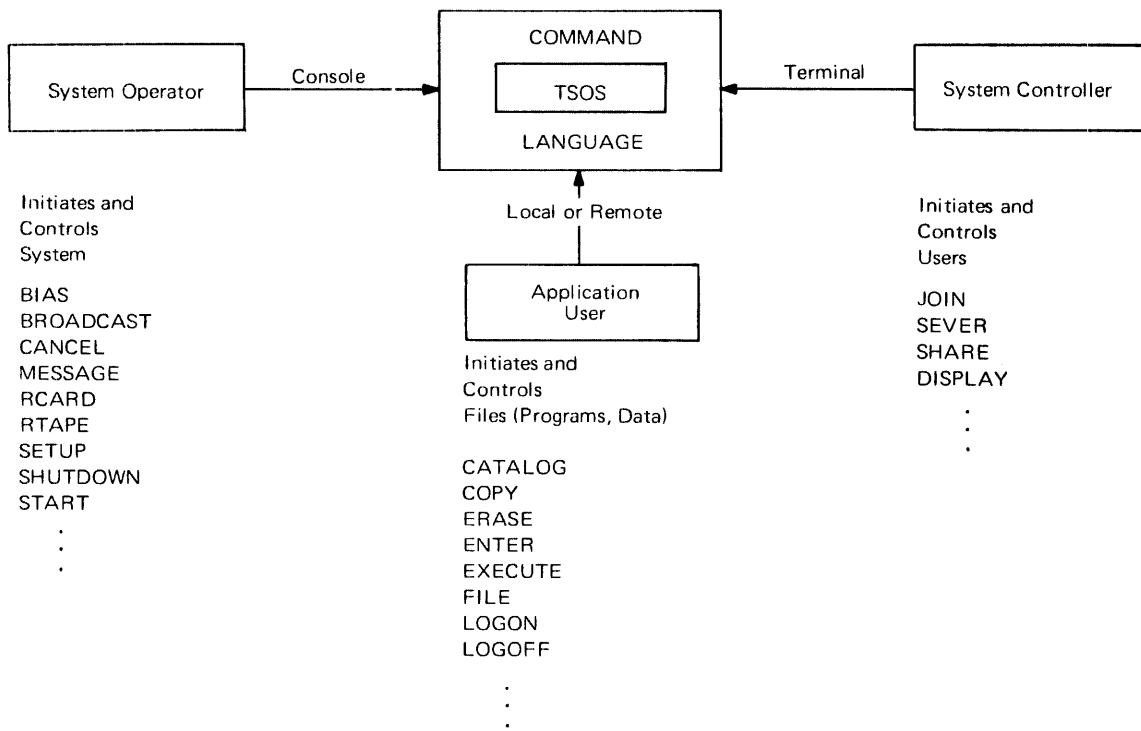 COMMAND
TSOS
LANGUAGE
System Operator
Console
Terminal
System Controller
Local or Remote
Application
User
Initiates and
Controls
System
BIAS
BROADCAST
CANCEL
MESSAGE
RCARD
RTAPE
SETUP
SHUTDOWN
START
.
.
.
Initiates and
Controls
Files (Programs, Data)
CATALOG
COPY
ERASE
ENTER
EXECUTE
FILE
LOGON
LOGOFF
.
.
.
Initiates and
Controls
Users
JOIN
SEVER
SHARE
DISPLAY
.
.
.